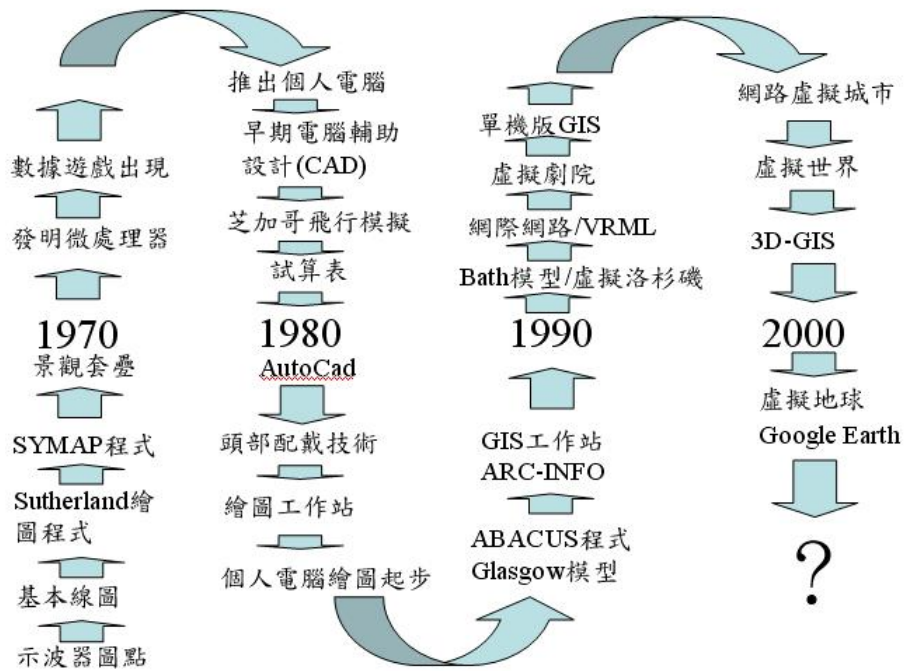 示波器圖點
基本線圖
Sutherland繪
圖程式
SYMAP程式
景觀套疊
1970
發明微處理器
數據遊戲出現
推出個人電腦
早期電腦輔助
設計(CAD)
芝加哥飛行模擬
試算表
1980
AutoCad
頭部配戴技術
繪圖工作站
個人電腦繪圖起步
ABACUS程式
Glasgow模型
GIS工作站
ARC-INFO
1990
Bath模型/虛擬洛杉磯
網際網路/VRML
虛擬劇院
單機版GIS
網路虛擬城市
虛擬世界
3D-GIS
2000
虛擬地球
Google Earth
?